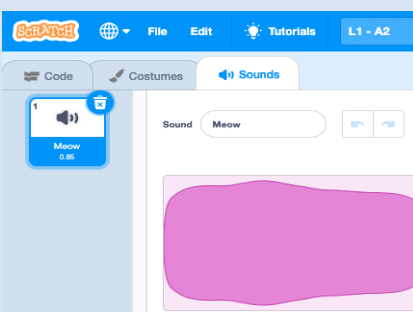 SCRATCH File Edit Tutorials L1 - A2
Code Costumes Sounds
1
Meow
0.85
Sound Meow